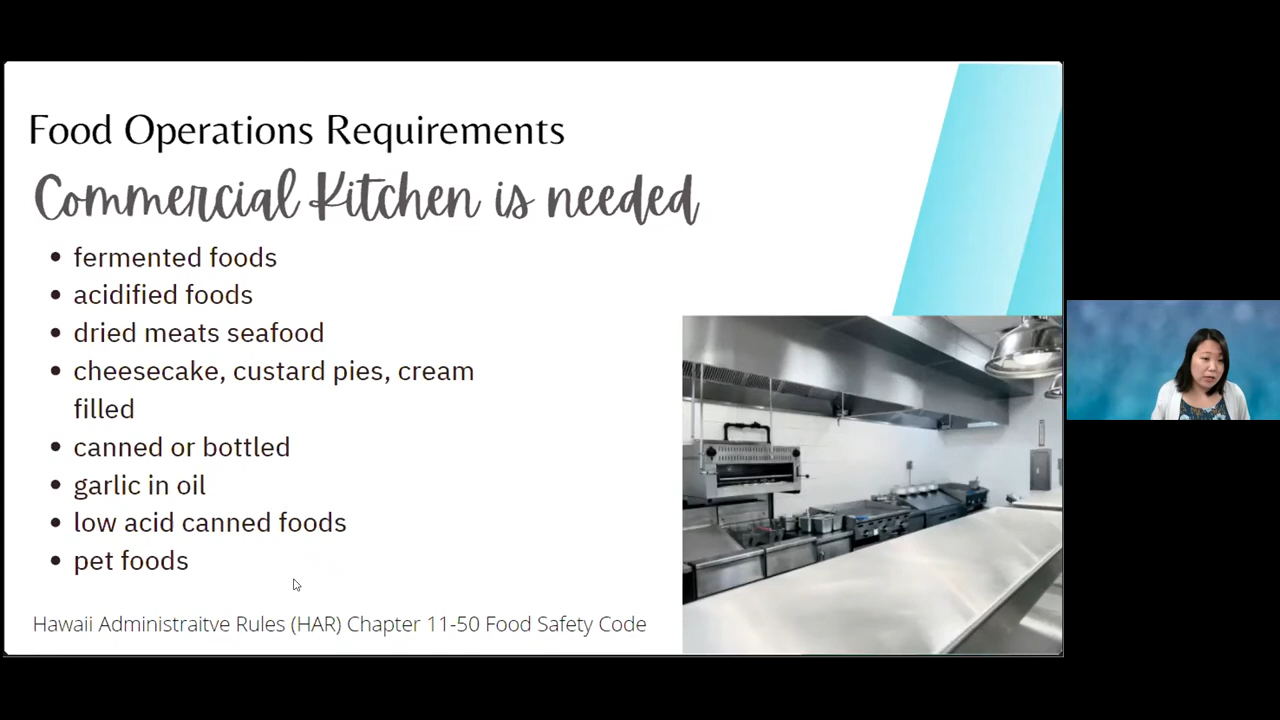 Food Operations Requirements
Commercial Kitchen is needed
• fermented foods
• acidified foods
• dried meats seafood
• cheesecake, custard pies, cream
filled
• canned or bottled
• garlic in oil
• low acid canned foods
• pet foods
Hawaii Administraitve Rules (HAR) Chapter 11-50 Food Safety Code